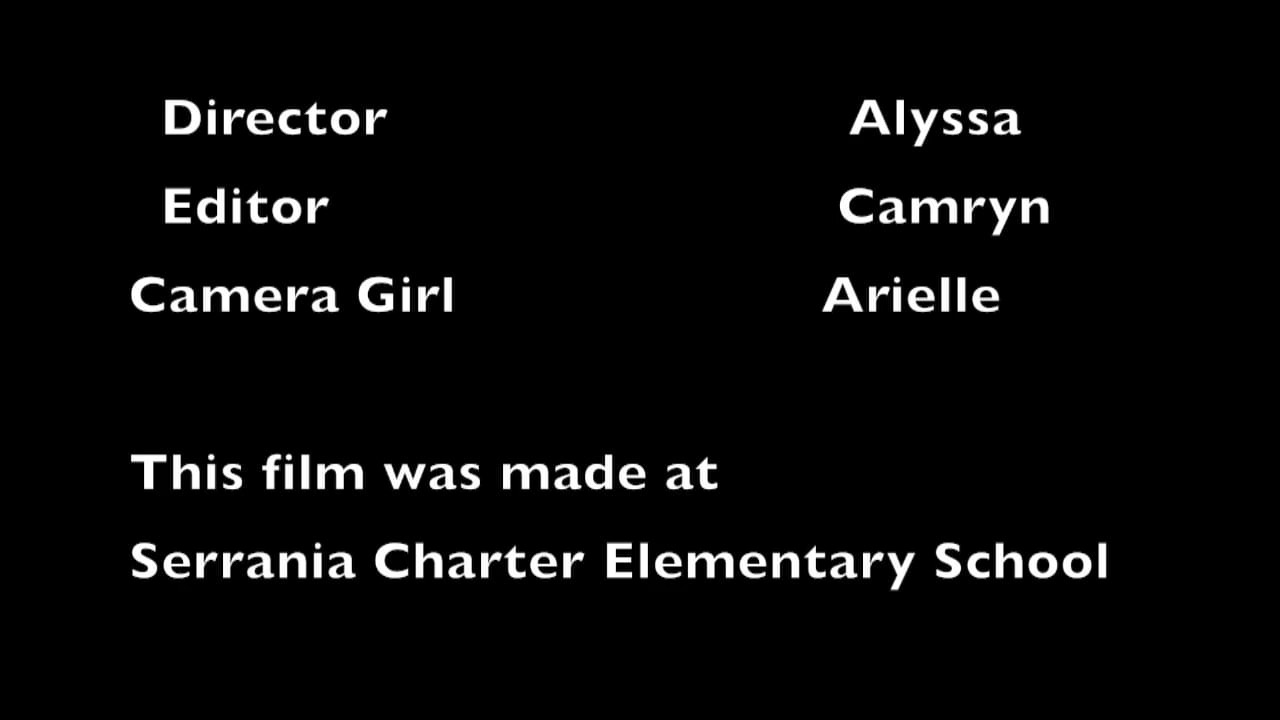 Director Alyssa
Editor Camryn
Camera Girl Arielle
This film was made at
Serrania Charter Elementary School